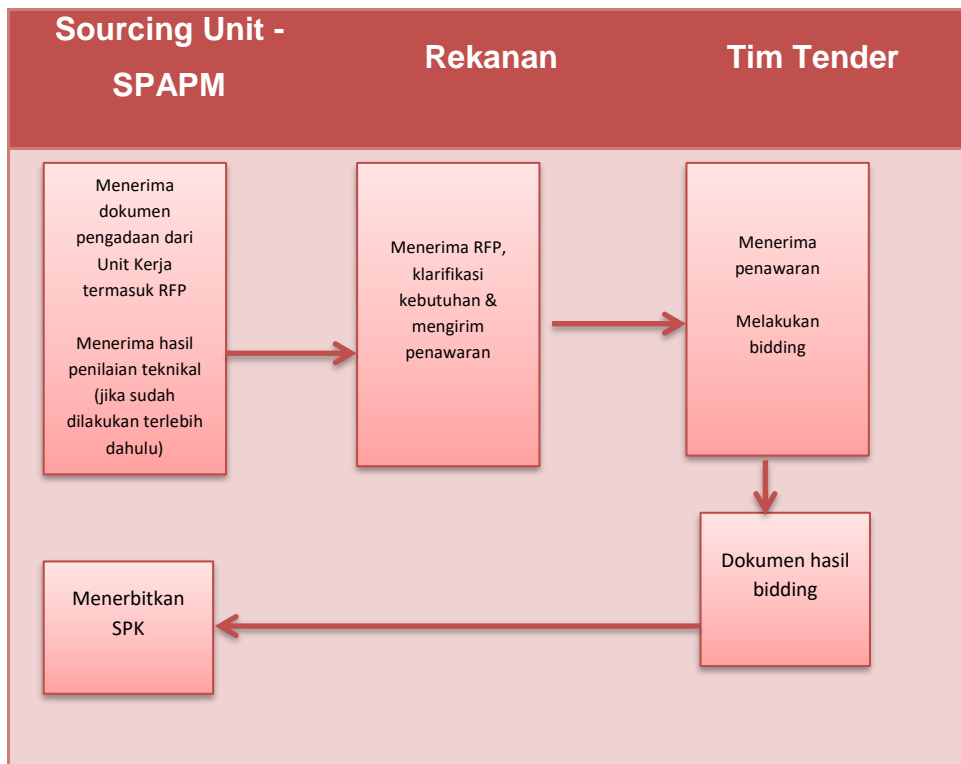 Sourcing Unit -
SPAPM
Rekanan
Tim Tender
Menerima
dokumen
pengadaan dari
Unit Kerja
termasuk RFP
Menerima hasil
penilaian teknikal
(jika sudah
dilakukan terlebih
dahulu)
Menerima RFP,
klarifikasi
kebutuhan &
mengirim
penawaran
Menerima
penawaran
Melakukan
bidding
Dokumen hasil
bidding
Menerbitkan
SPK